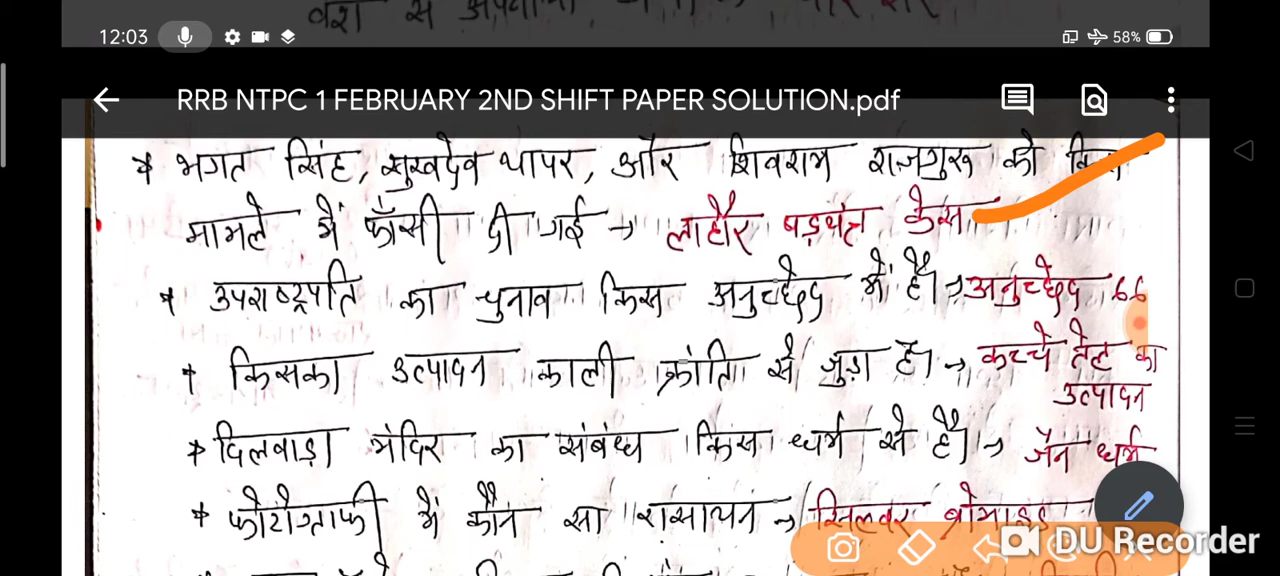 वश से
12:03
58%
RRB NTPC 1 FEBRUARY 2ND SHIFT PAPER SOLUTION.pdf
* भगत सिंह, सुखदेव थापर, और शिवराम राजगुरु को किस
मामले में फाँसी दी गई → लाहौर षड्यंत्र केस
* उपराष्ट्रपति का चुनाव किस अनुच्छेद में है। → अनुच्छेद 66
* किसका उत्पादन काली क्रांति से जुड़ा है। → कच्चे तेल का
उत्पादन
* दिलवाड़ा मंदिर का संबंध किस धर्म से है। → जैन धर्म
* फोटोग्राफी में कौन सा रासायन → सिल्वर ब्रोमाइड
DU Recorder